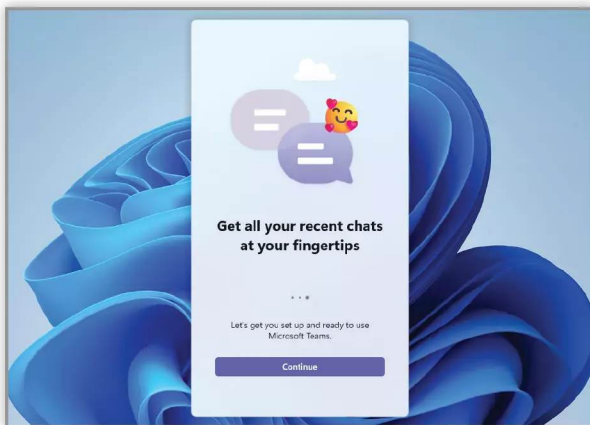 Get all your recent chats
at your fingertips
Let's get you set up and ready to use
Microsoft Teams.
Continue